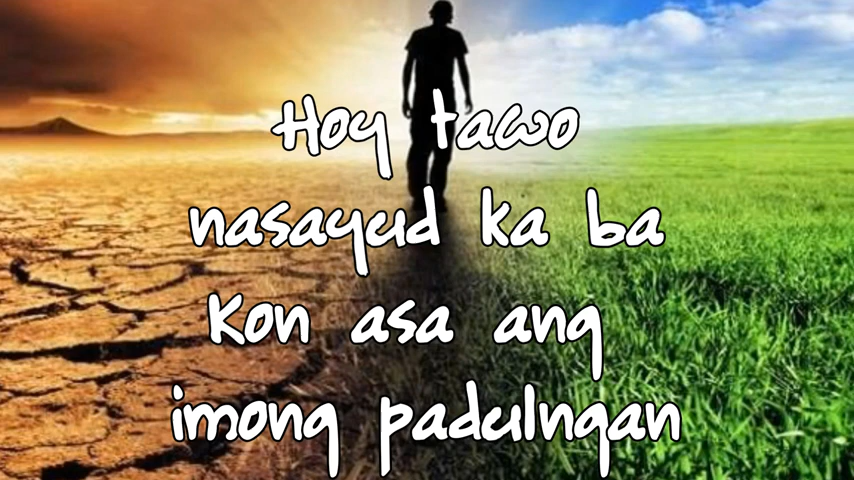 Hoy tawo
nasayud ka ba
Kon asa ang
imong padulngan